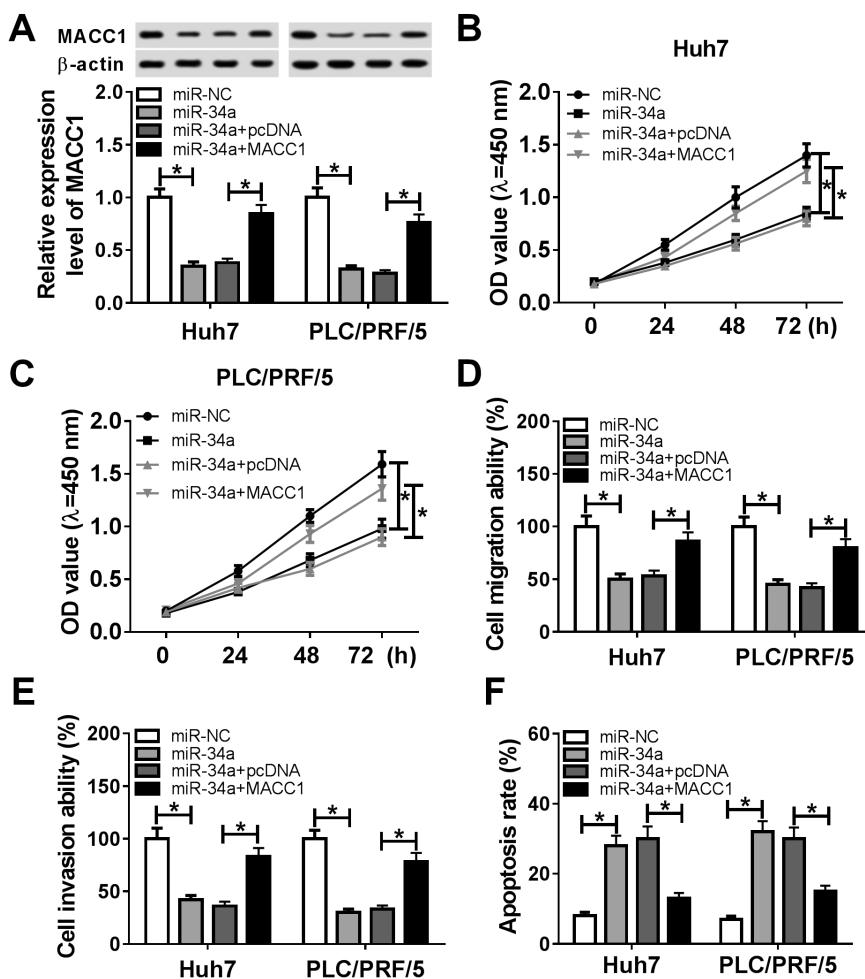 A
MACC1
β-actin
Relative expression
level of MACC1
2.0
1.5
1.0
0.5
0.0
miR-NC
miR-34a
miR-34a+pcDNA
miR-34a+MACC1
* * * *
Huh7 PLC/PRF/5
B
Huh7
OD value (λ=450 nm)
2.0
1.5
1.0
0.5
0.0
miR-NC
miR-34a
miR-34a+pcDNA
miR-34a+MACC1
* *
0 24 48 72 (h)
C
PLC/PRF/5
OD value (λ=450 nm)
2.0
1.5
1.0
0.5
0.0
miR-NC
miR-34a
miR-34a+pcDNA
miR-34a+MACC1
* *
0 24 48 72 (h)
D
Cell migration ability (%)
200
150
100
50
0
miR-NC
miR-34a
miR-34a+pcDNA
miR-34a+MACC1
* * * *
Huh7 PLC/PRF/5
E
Cell invasion ability (%)
200
150
100
50
0
miR-NC
miR-34a
miR-34a+pcDNA
miR-34a+MACC1
* * * *
Huh7 PLC/PRF/5
F
Apoptosis rate (%)
60
40
20
0
miR-NC
miR-34a
miR-34a+pcDNA
miR-34a+MACC1
* * * *
Huh7 PLC/PRF/5